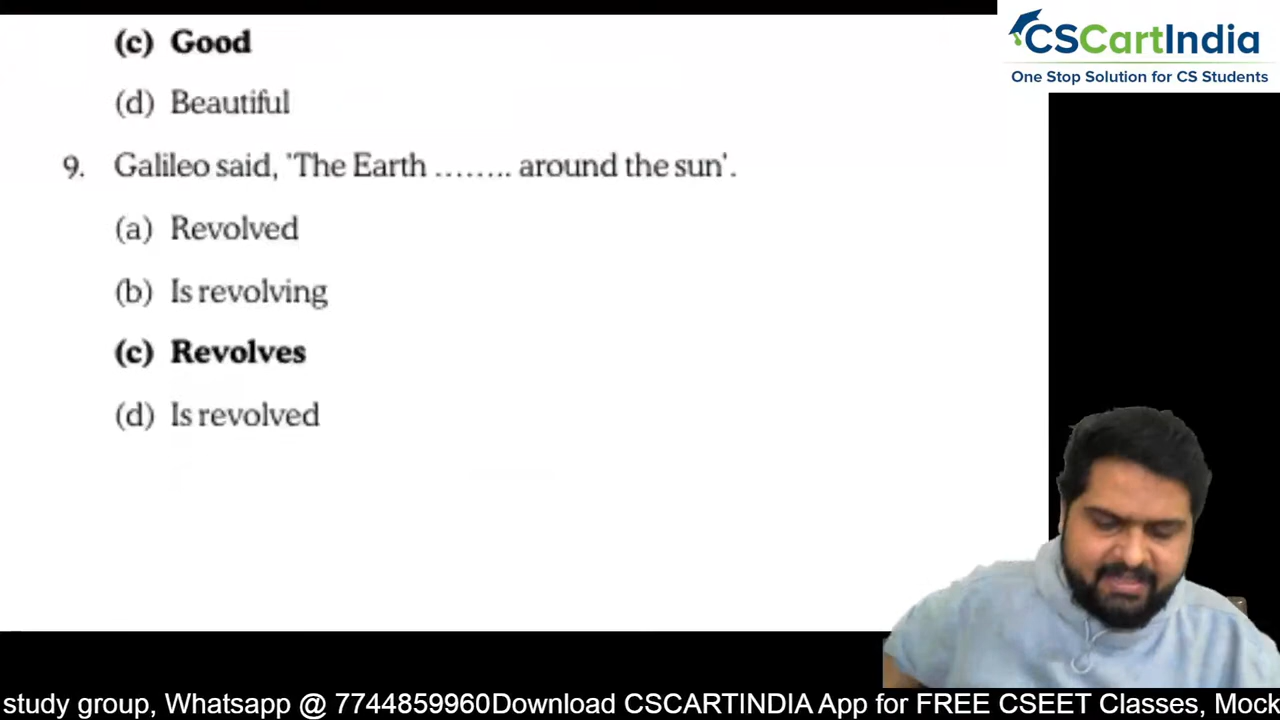 CSCartIndia
One Stop Solution for CS Students
(c) Good
(d) Beautiful
9. Galileo said, 'The Earth ........ around the sun'.
(a) Revolved
(b) Is revolving
(c) Revolves
(d) Is revolved
study group, Whatsapp @ 7744859960Download CSCARTINDIA App for FREE CSEET Classes, Mock